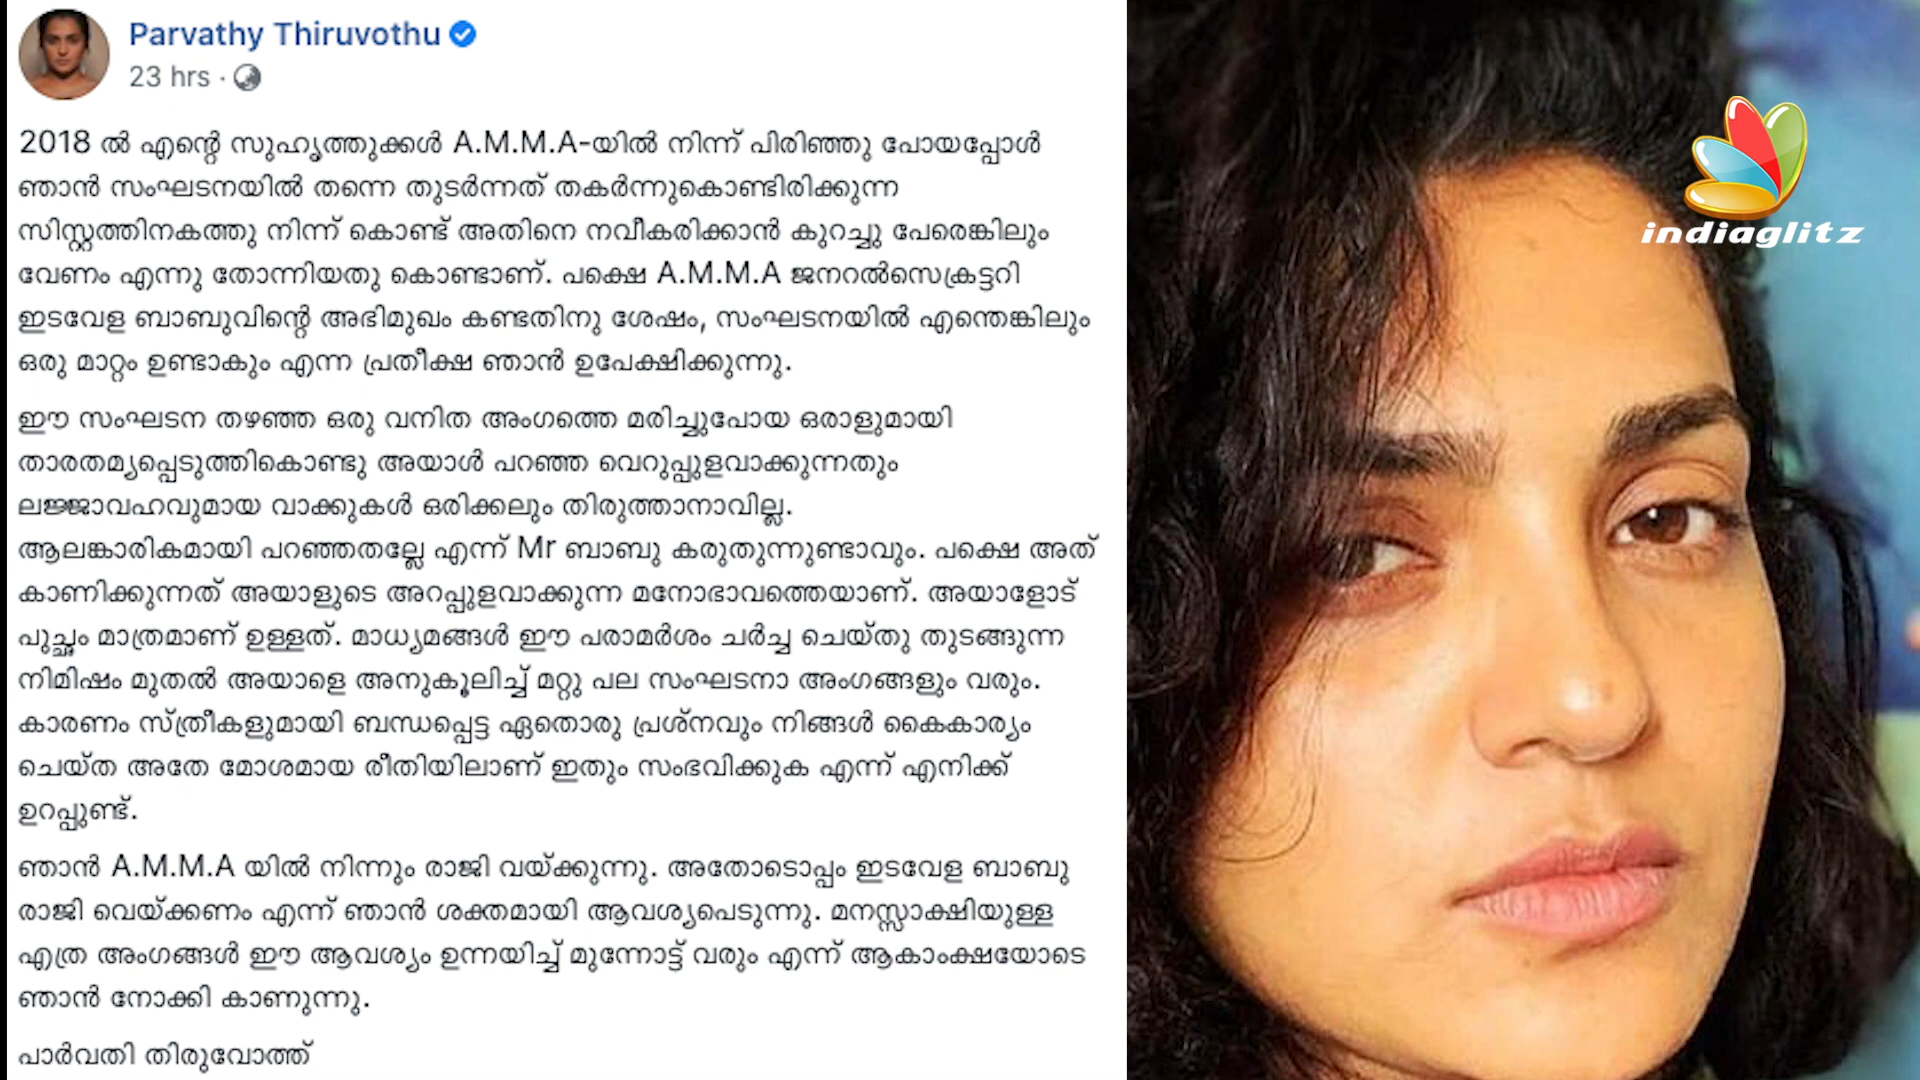 Parvathy Thiruvothu
23 hrs ·
2018 ൽ എന്റെ സുഹൃത്തുക്കൾ A.M.M.A-യിൽ നിന്ന് പിരിഞ്ഞു പോയപ്പോൾ
ഞാൻ സംഘടനയിൽ തന്നെ തുടർന്നത് തകർന്നുകൊണ്ടിരിക്കുന്ന
സിസ്റ്റത്തിനകത്തു നിന്ന് കൊണ്ട് അതിനെ നവീകരിക്കാൻ കുറച്ചു പേരെങ്കിലും
വേണം എന്നു തോന്നിയതു കൊണ്ടാണ്. പക്ഷെ A.M.M.A ജനറൽസെക്രട്ടറി
ഇടവേള ബാബുവിന്റെ അഭിമുഖം കണ്ടതിനു ശേഷം, സംഘടനയിൽ എന്തെങ്കിലും
ഒരു മാറ്റം ഉണ്ടാകും എന്ന പ്രതീക്ഷ ഞാൻ ഉപേക്ഷിക്കുന്നു.
ഈ സംഘടന തഴഞ്ഞ ഒരു വനിത അംഗത്തെ മരിച്ചുപോയ ഒരാളുമായി
താരതമ്യപ്പെടുത്തികൊണ്ടു അയാൾ പറഞ്ഞ വെറുപ്പുളവാക്കുന്നതും
ലജ്ജാവഹവുമായ വാക്കുകൾ ഒരിക്കലും തിരുത്താനാവില്ല.
ആലങ്കാരികമായി പറഞ്ഞതല്ലേ എന്ന് Mr ബാബു കരുതുന്നുണ്ടാവും. പക്ഷെ അത്
കാണിക്കുന്നത് അയാളുടെ അറപ്പുളവാക്കുന്ന മനോഭാവത്തെയാണ്. അയാളോട്
പുച്ഛം മാത്രമാണ് ഉള്ളത്. മാധ്യമങ്ങൾ ഈ പരാമർശം ചർച്ച ചെയ്തു തുടങ്ങുന്ന
നിമിഷം മുതൽ അയാളെ അനുകൂലിച്ച് മറ്റു പല സംഘടനാ അംഗങ്ങളും വരും.
കാരണം സ്ത്രീകളുമായി ബന്ധപ്പെട്ട ഏതൊരു പ്രശ്നവും നിങ്ങൾ കൈകാര്യം
ചെയ്ത അതേ മോശമായ രീതിയിലാണ് ഇതും സംഭവിക്കുക എന്ന് എനിക്ക്
ഉറപ്പുണ്ട്.
ഞാൻ A.M.M.A യിൽ നിന്നും രാജി വയ്ക്കുന്നു. അതോടൊപ്പം ഇടവേള ബാബു
രാജി വെയ്ക്കണം എന്ന് ഞാൻ ശക്തമായി ആവശ്യപെടുന്നു. മനസ്സാക്ഷിയുള്ള
എത്ര അംഗങ്ങൾ ഈ ആവശ്യം ഉന്നയിച്ച് മുന്നോട്ട് വരും എന്ന് ആകാംക്ഷയോടെ
ഞാൻ നോക്കി കാണുന്നു.
പാർവതി തിരുവോത്ത്
indiaglitz